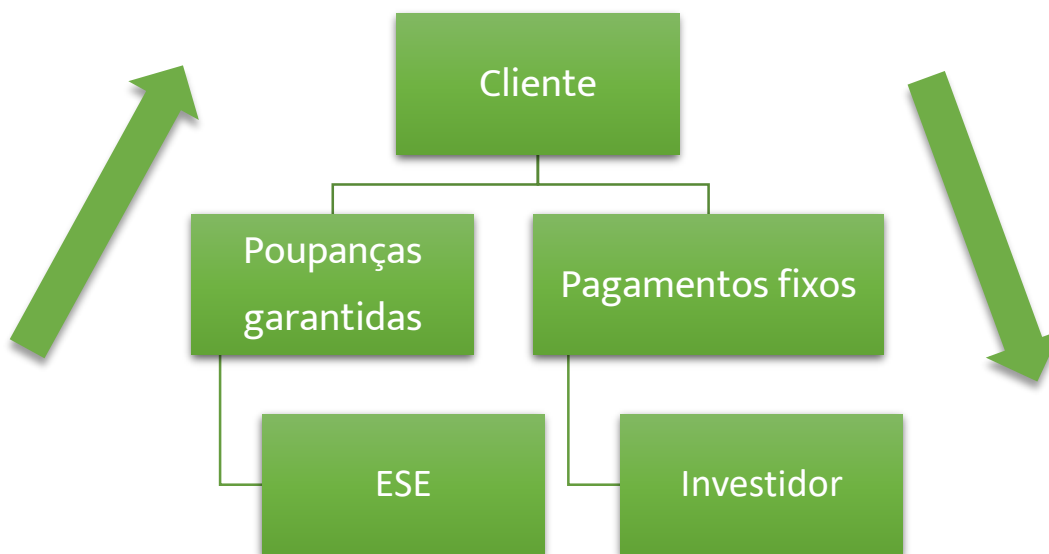 Cliente
Poupanças
garantidas
Pagamentos fixos
ESE
Investidor